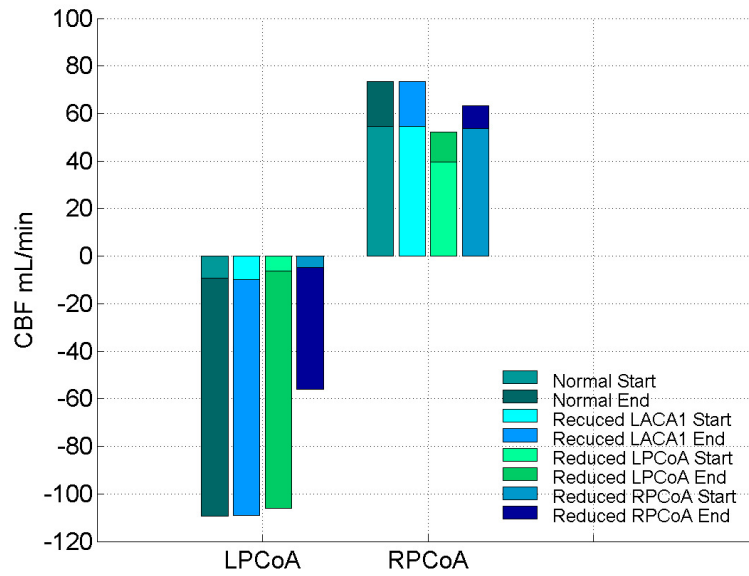 100
80
60
40
20
0
-20
-40
-60
-80
-100
-120
CBF mL/min
LPCoA
RPCoA
Normal Start
Normal End
Recuced LACA1 Start
Recuced LACA1 End
Reduced LPCoA Start
Reduced LPCoA End
Reduced RPCoA Start
Reduced RPCoA End